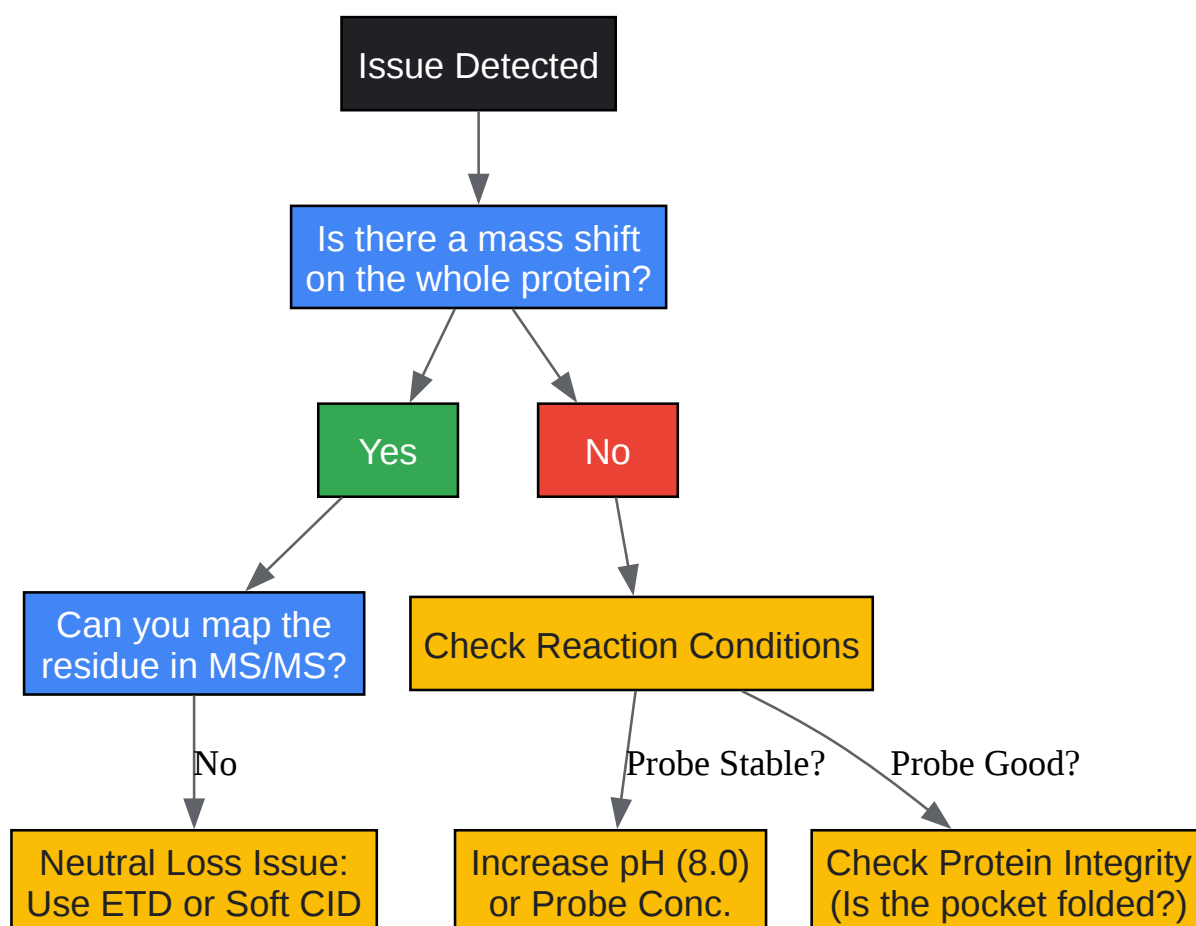 Issue Detected
Is there a mass shift
on the whole protein?
Yes
No
Can you map the
residue in MS/MS?
Check Reaction Conditions
No
Probe Stable?
Probe Good?
Neutral Loss Issue:
Use ETD or Soft CID
Increase pH (8.0)
or Probe Conc.
Check Protein Integrity
(Is the pocket folded?)